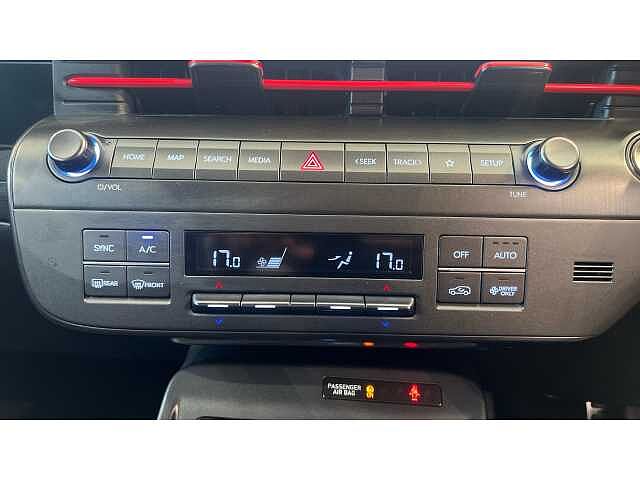 HOME MAP SEARCH MEDIA <SEEK TRACK> SETUP
/VOL TUNE
SYNC A/C OFF AUTO
17.0 17.0
REAR FRONT DRIVER ONLY
PASSENGER
AIR BAG